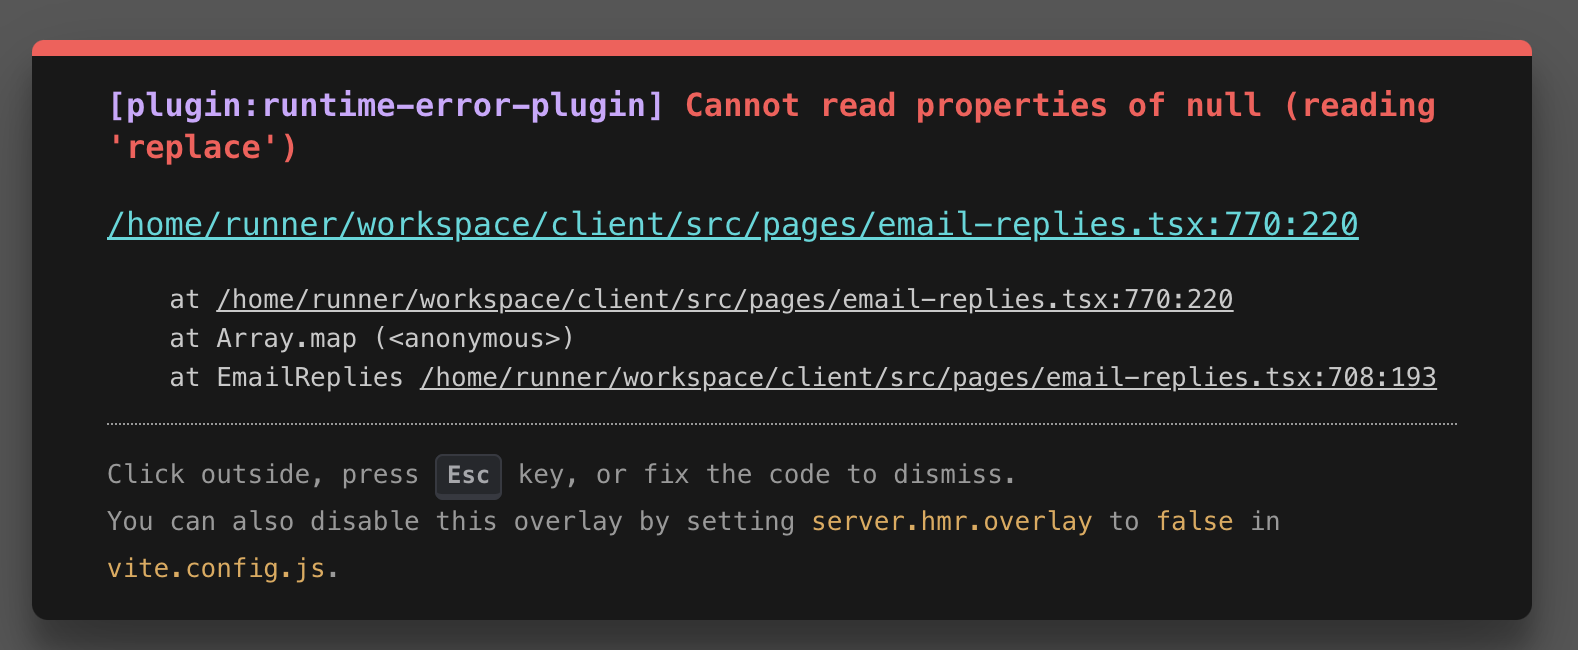 [plugin:runtime-error-plugin] Cannot read properties of null (reading
'replace')
/home/runner/workspace/client/src/pages/email-replies.tsx:770:220
at /home/runner/workspace/client/src/pages/email-replies.tsx:770:220
at Array.map (<anonymous>)
at EmailReplies /home/runner/workspace/client/src/pages/email-replies.tsx:708:193
Click outside, press Esc key, or fix the code to dismiss.
You can also disable this overlay by setting server.hmr.overlay to false in
vite.config.js.